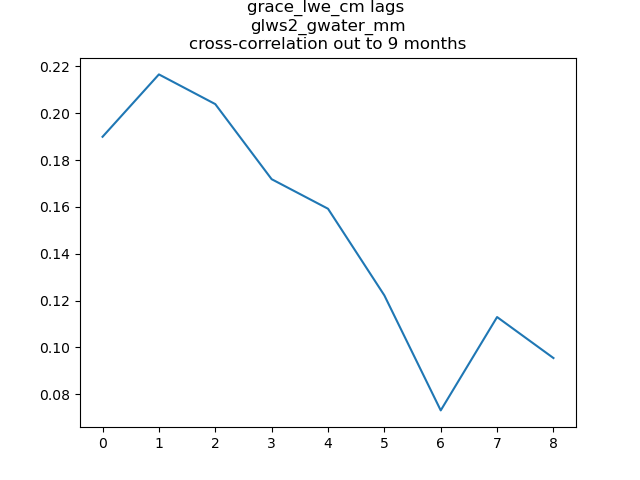 grace_lwe_cm lags
glws2_gwater_mm
cross-correlation out to 9 months
0.22
0.20
0.18
0.16
0.14
0.12
0.10
0.08
0 1 2 3 4 5 6 7 8